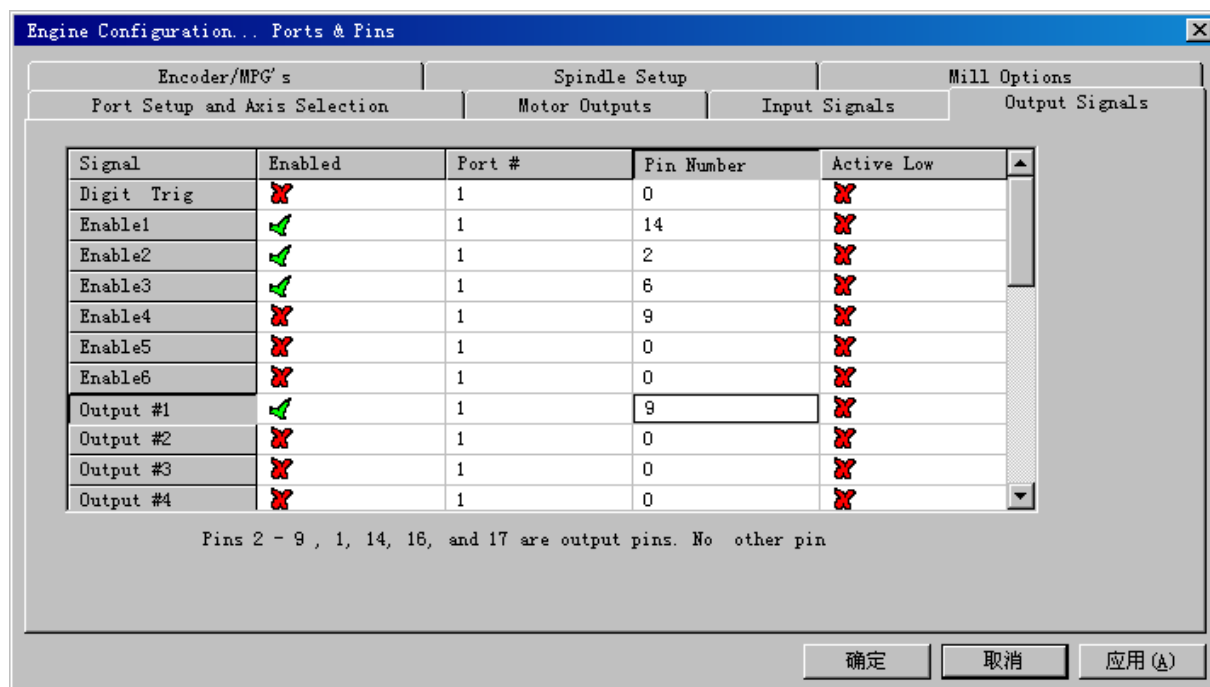 Engine Configuration... Ports & Pins
Encoder/MPG's Spindle Setup Mill Options
Port Setup and Axis Selection Motor Outputs Input Signals Output Signals
Signal Enabled Port # Pin Number Active Low
Digit Trig 1 0
Enable1 1 14
Enable2 1 2
Enable3 1 6
Enable4 1 9
Enable5 1 0
Enable6 1 0
Output #1 1 9
Output #2 1 0
Output #3 1 0
Output #4 1 0
Pins 2 - 9 , 1, 14, 16, and 17 are output pins. No other pin
确定 取消 应用(A)